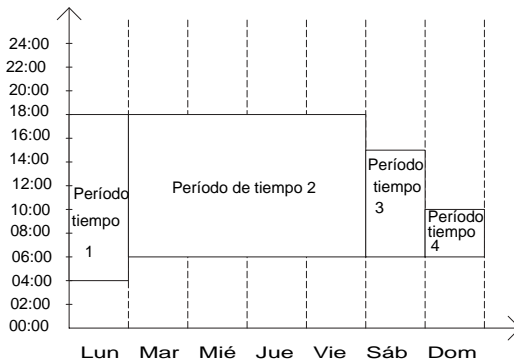 24:00
22:00
20:00
18:00
16:00
14:00
12:00
10:00
08:00
06:00
04:00
02:00
00:00
Período
tiempo
1
Período de tiempo 2
Período
tiempo
3
Período
tiempo
4
Lun Mar Mié Jue Vie Sáb Dom